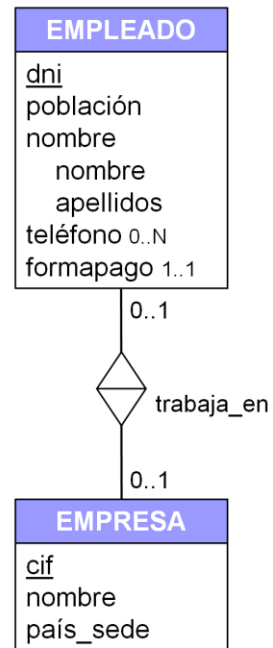 EMPLEADO
dni
población
nombre
nombre
apellidos
teléfono 0..N
formapago 1..1
0..1
trabaja_en
0..1
EMPRESA
cif
nombre
país_sede